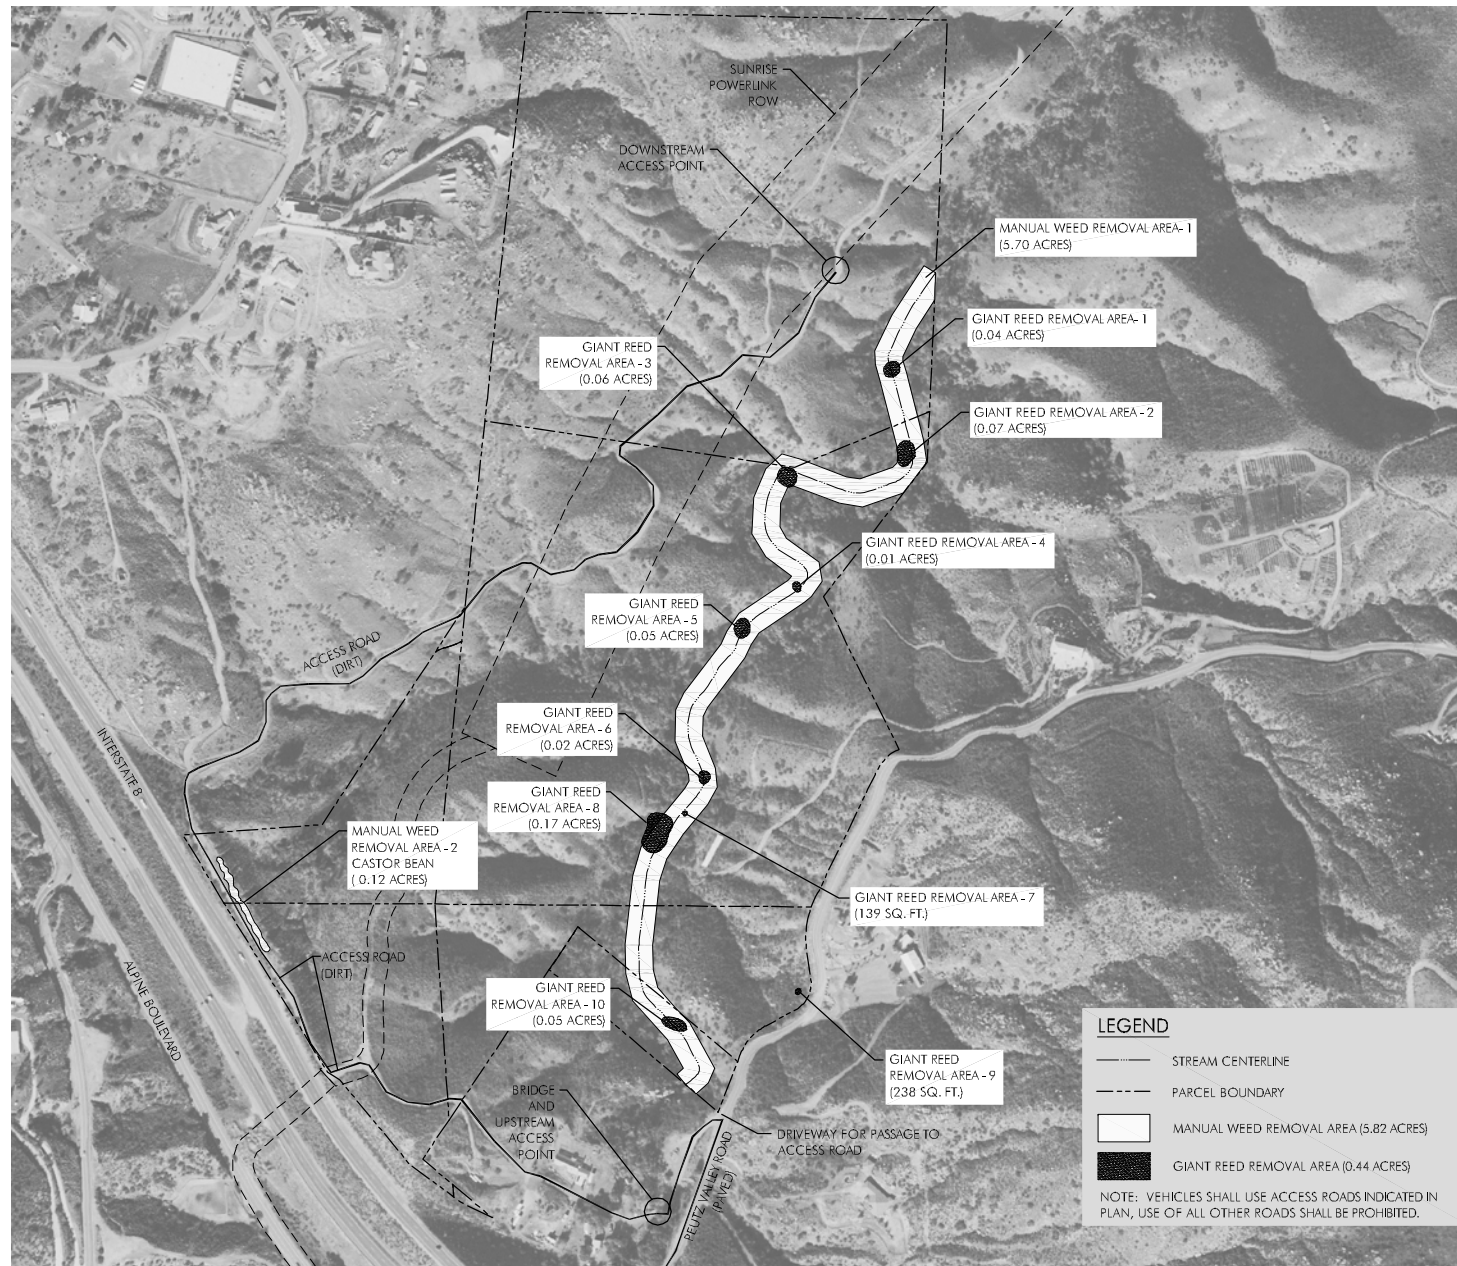 SUNRISE
POWERLINK
ROW
DOWNSTREAM
ACCESS POINT
MANUAL WEED REMOVAL AREA- 1
(5.70 ACRES)
GIANT REED REMOVAL AREA- 1
(0.04 ACRES)
GIANT REED
REMOVAL AREA - 3
(0.06 ACRES)
GIANT REED REMOVAL AREA - 2
(0.07 ACRES)
GIANT REED REMOVAL AREA - 4
(0.01 ACRES)
GIANT REED
REMOVAL AREA - 5
(0.05 ACRES)
ACCESS ROAD
(DIRT)
GIANT REED
REMOVAL AREA - 6
(0.02 ACRES)
INTERSTATE 8
GIANT REED
REMOVAL AREA - 8
(0.17 ACRES)
MANUAL WEED
REMOVAL AREA - 2
CASTOR BEAN
( 0.12 ACRES)
GIANT REED REMOVAL AREA - 7
(139 SQ. FT.)
ACCESS ROAD
(DIRT)
ALPINE BOULEVARD
GIANT REED
REMOVAL AREA - 10
(0.05 ACRES)
GIANT REED
REMOVAL AREA - 9
(238 SQ. FT.)
BRIDGE
AND
UPSTREAM
ACCESS
POINT
DRIVEWAY FOR PASSAGE TO
ACCESS ROAD
PEUTZ VALLEY ROAD
(PAVED)
LEGEND
STREAM CENTERLINE
PARCEL BOUNDARY
MANUAL WEED REMOVAL AREA (5.82 ACRES)
GIANT REED REMOVAL AREA (0.44 ACRES)
NOTE: VEHICLES SHALL USE ACCESS ROADS INDICATED IN
PLAN, USE OF ALL OTHER ROADS SHALL BE PROHIBITED.